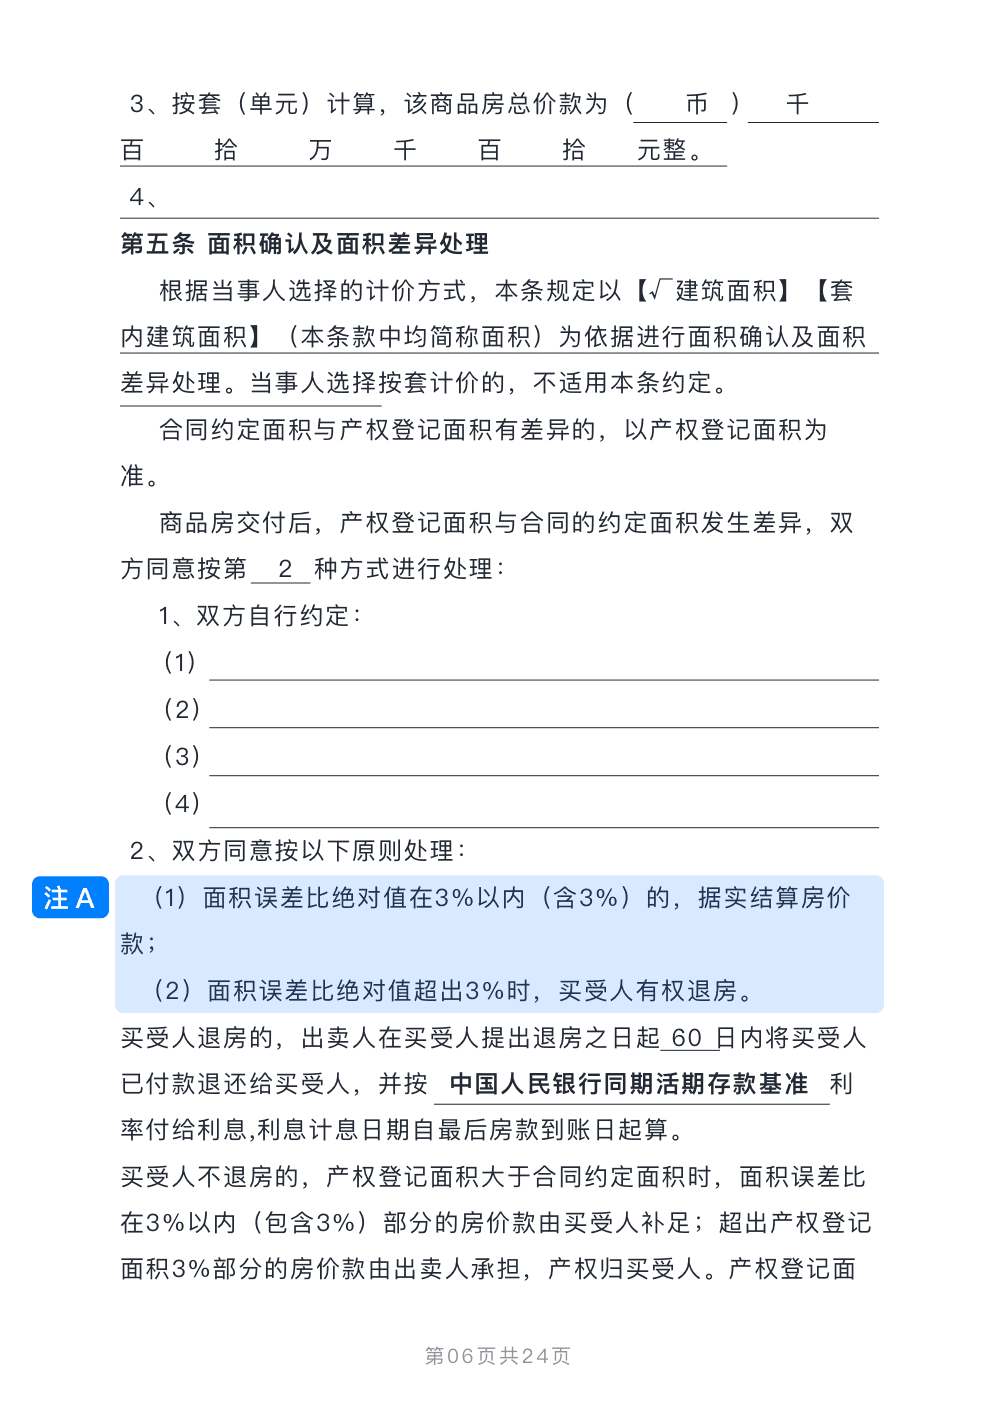 3、按套（单元）计算，该商品房总价款为（ 币 ） 千
百 拾 万 千 百 拾 元整。
4、
第五条 面积确认及面积差异处理
根据当事人选择的计价方式，本条规定以【√建筑面积】【套
内建筑面积】（本条款中均简称面积）为依据进行面积确认及面积
差异处理。当事人选择按套计价的，不适用本条约定。
合同约定面积与产权登记面积有差异的，以产权登记面积为
准。
商品房交付后，产权登记面积与合同的约定面积发生差异，双
方同意按第 2 种方式进行处理：
1、双方自行约定：
（1）
（2）
（3）
（4）
2、双方同意按以下原则处理：
注 A
（1）面积误差比绝对值在3%以内（含3%）的，据实结算房价
款；
（2）面积误差比绝对值超出3%时，买受人有权退房。
买受人退房的，出卖人在买受人提出退房之日起 60 日内将买受人
已付款退还给买受人，并按 中国人民银行同期活期存款基准 利
率付给利息,利息计息日期自最后房款到账日起算。
买受人不退房的，产权登记面积大于合同约定面积时，面积误差比
在3%以内（包含3%）部分的房价款由买受人补足；超出产权登记
面积3%部分的房价款由出卖人承担，产权归买受人。产权登记面
第06页共24页